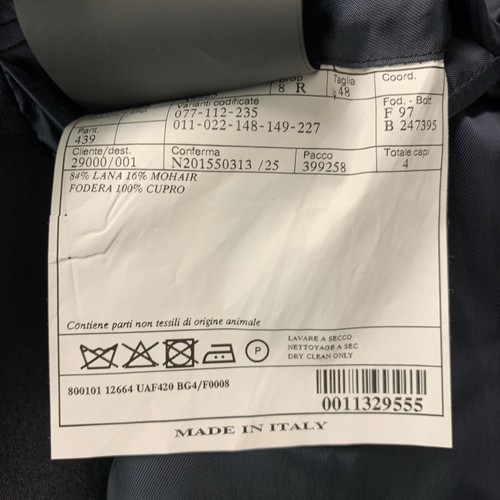 Drop Taglia Coord.
8 R 48
Varianti codificate Fod. - Bott
077-112-235 F 97
Pant. 011-022-148-149-227 B 247395
439
Cliente/dest. Conferma Pacco Totale capi
29000/001 N201550313 /25 399258 4
84% LANA 16% MOHAIR
FODERA 100% CUPRO
Contiene parti non tessili di origine animale
P
LAVARE A SECCO
NETTOYAGE A SEC
DRY CLEAN ONLY
800101 12664 UAF420 BG4/F0008
0011329555
MADE IN ITALY